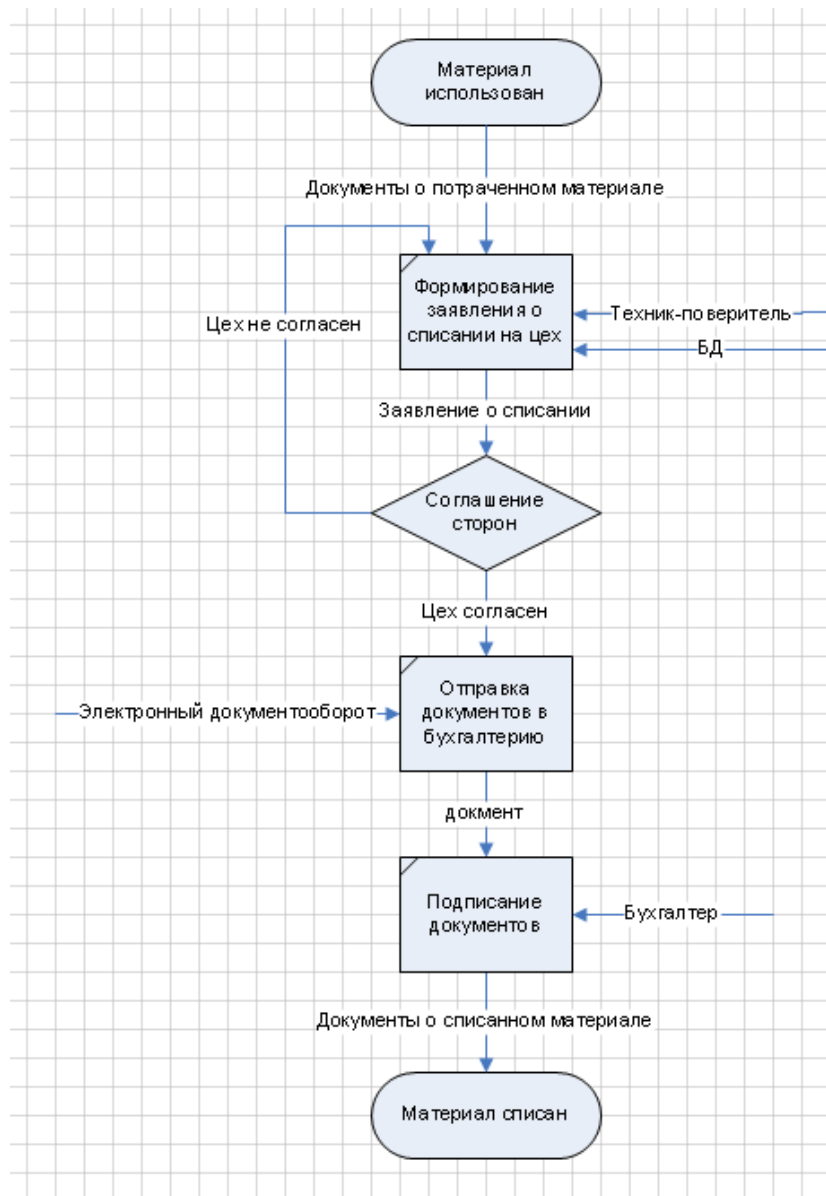 Материал
использован
Документы о потраченном материале
Формирование
заявления о
списании на цех
Цех не согласен
Техник-поверитель
БД
Заявление о списании
Соглашение
сторон
Цех согласен
Отправка
документов в
бухгалтерию
Электронный документооборот
докмент
Подписание
документов
Бухгалтер
Документы о списанном материале
Материал списан